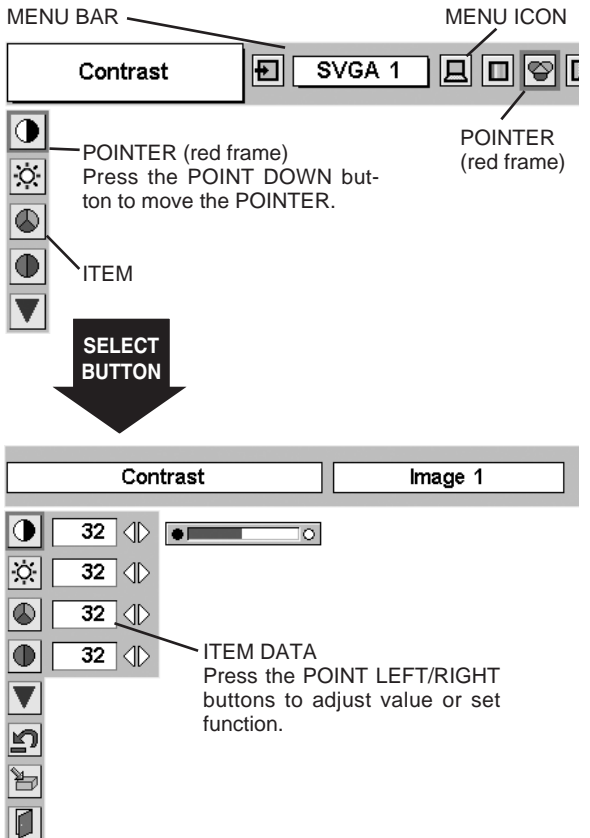 MENU BAR
MENU ICON
Contrast
SVGA 1
POINTER (red frame)
Press the POINT DOWN but-
ton to move the POINTER.
POINTER
(red frame)
ITEM
SELECT
BUTTON
Contrast
Image 1
32
32
32
32
ITEM DATA
Press the POINT LEFT/RIGHT
buttons to adjust value or set
function.